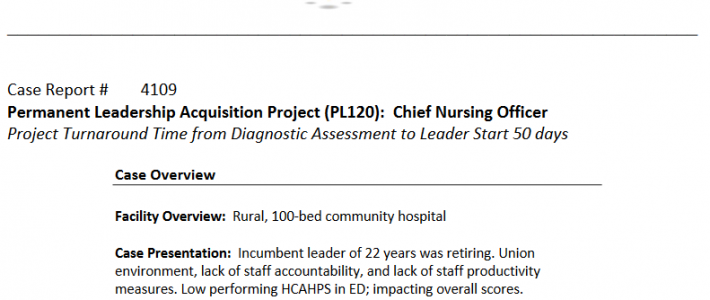 Case Report # 4109
Permanent Leadership Acquisition Project (PL120): Chief Nursing Officer
Project Turnaround Time from Diagnostic Assessment to Leader Start 50 days
Case Overview
Facility Overview: Rural, 100-bed community hospital
Case Presentation: Incumbent leader of 22 years was retiring. Union
environment, lack of staff accountability, and lack of staff productivity
measures. Low performing HCAHPS in ED; impacting overall scores.